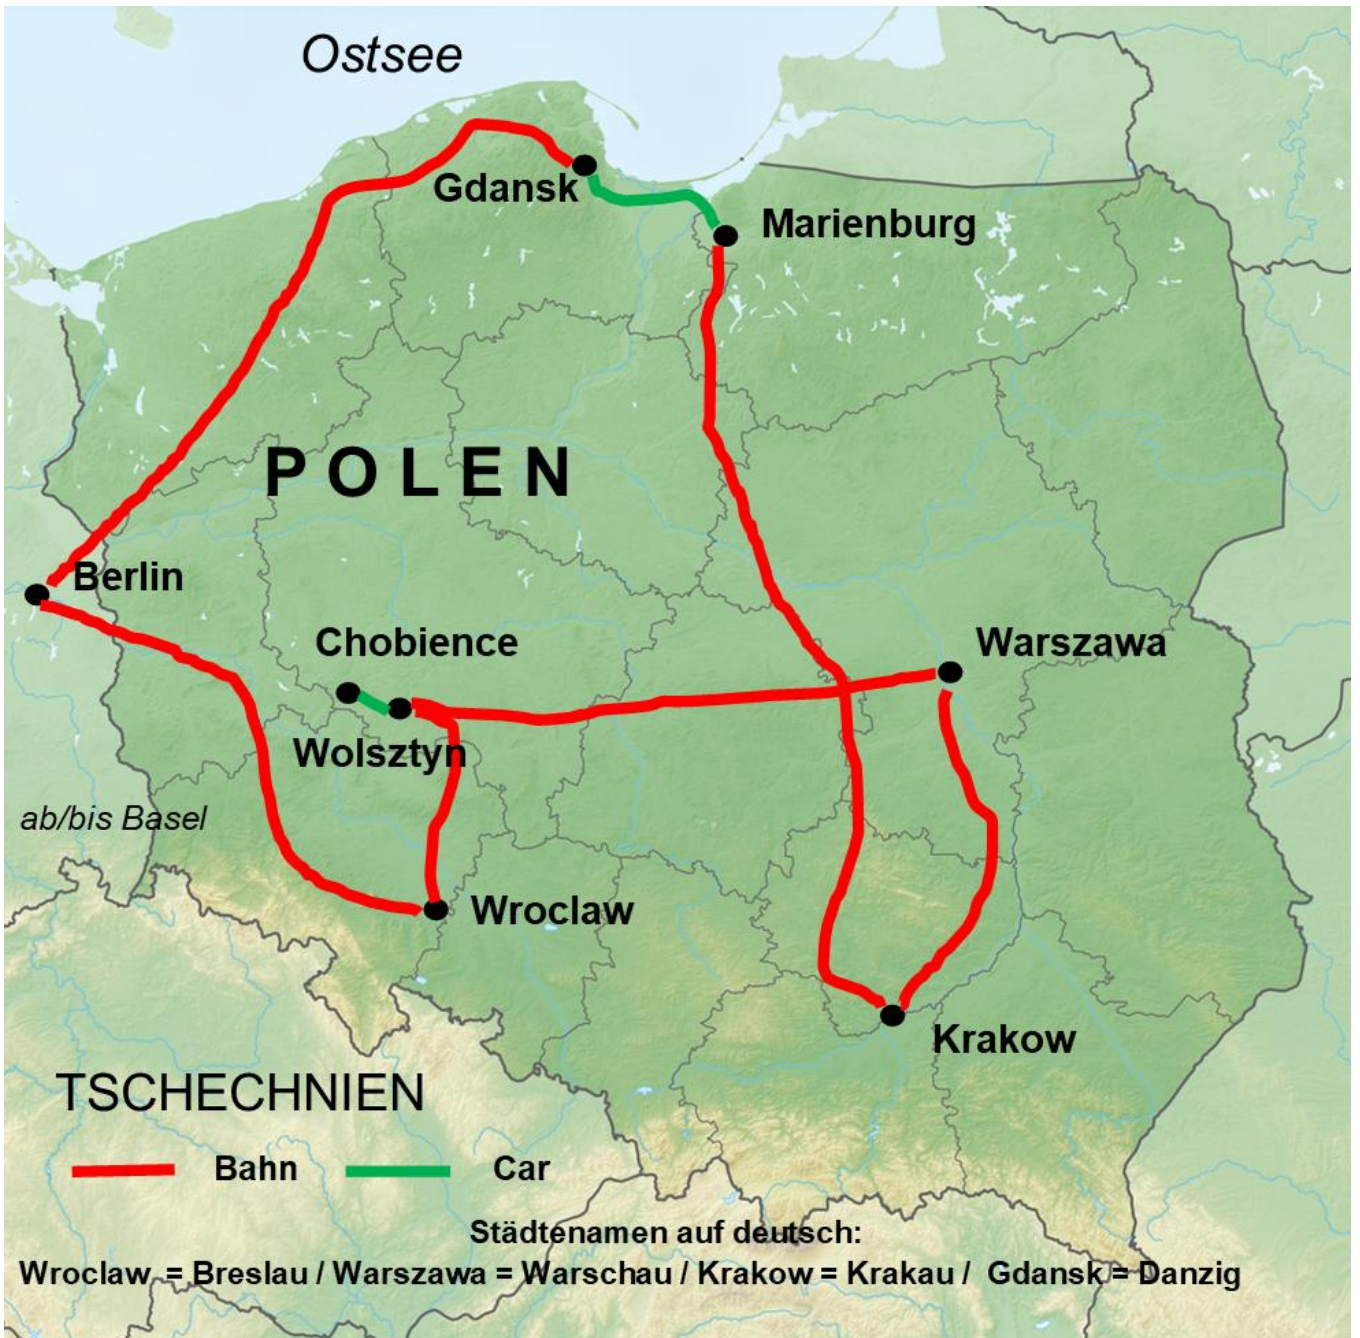 Ostsee
Gdansk
Marienburg
POLEN
Berlin
Chobience
Warszawa
Wolsztyn
ab/bis Basel
Wroclaw
Krakow
TSCHECHNIEN
Bahn Car
Städtenamen auf deutsch:
Wroclaw = Breslau / Warszawa = Warschau / Krakow = Krakau / Gdansk = Danzig